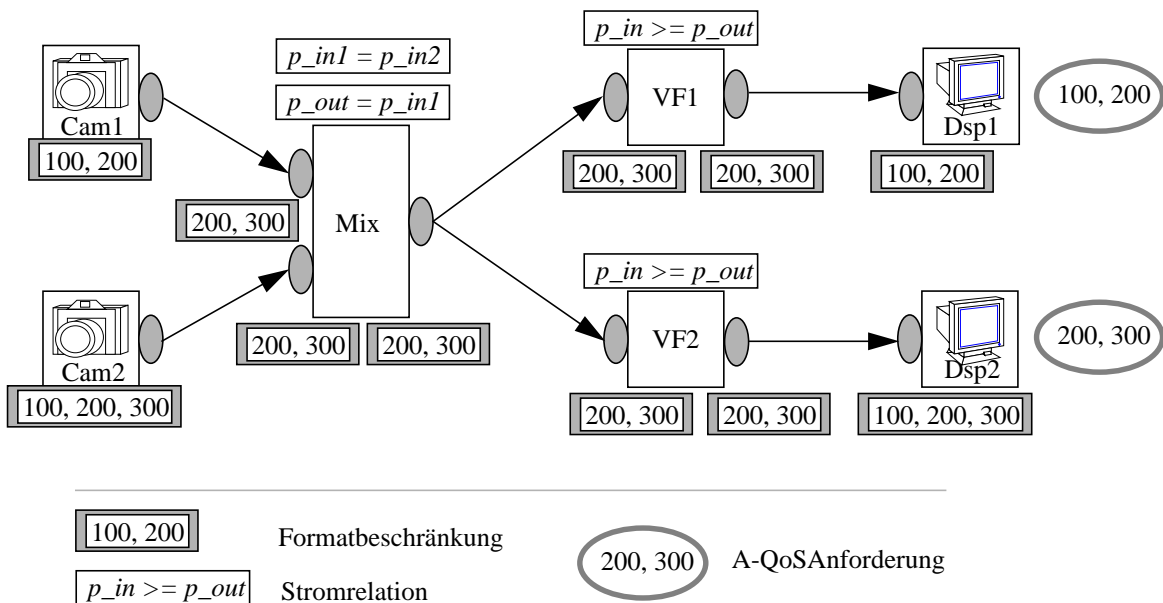 p_in >= p_out
p_in1 = p_in2
p_out = p_in1
Cam1
100, 200
VF1
Dsp1
100, 200
200, 300
200, 300
100, 200
200, 300
Mix
p_in >= p_out
Cam2
100, 200, 300
200, 300
200, 300
VF2
Dsp2
200, 300
200, 300
200, 300
100, 200, 300
100, 200
Formatbeschränkung
200, 300
A-QoSAnforderung
p_in >= p_out
Stromrelation